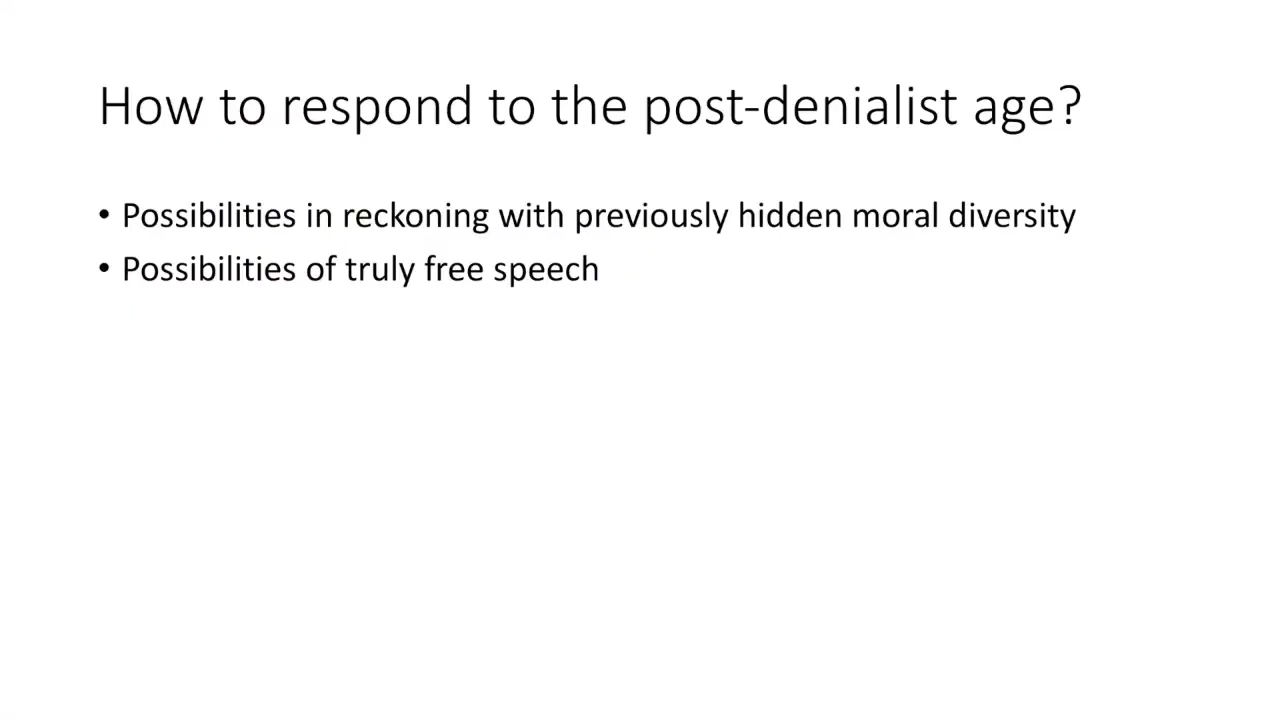 How to respond to the post-denialist age?
• Possibilities in reckoning with previously hidden moral diversity
• Possibilities of truly free speech